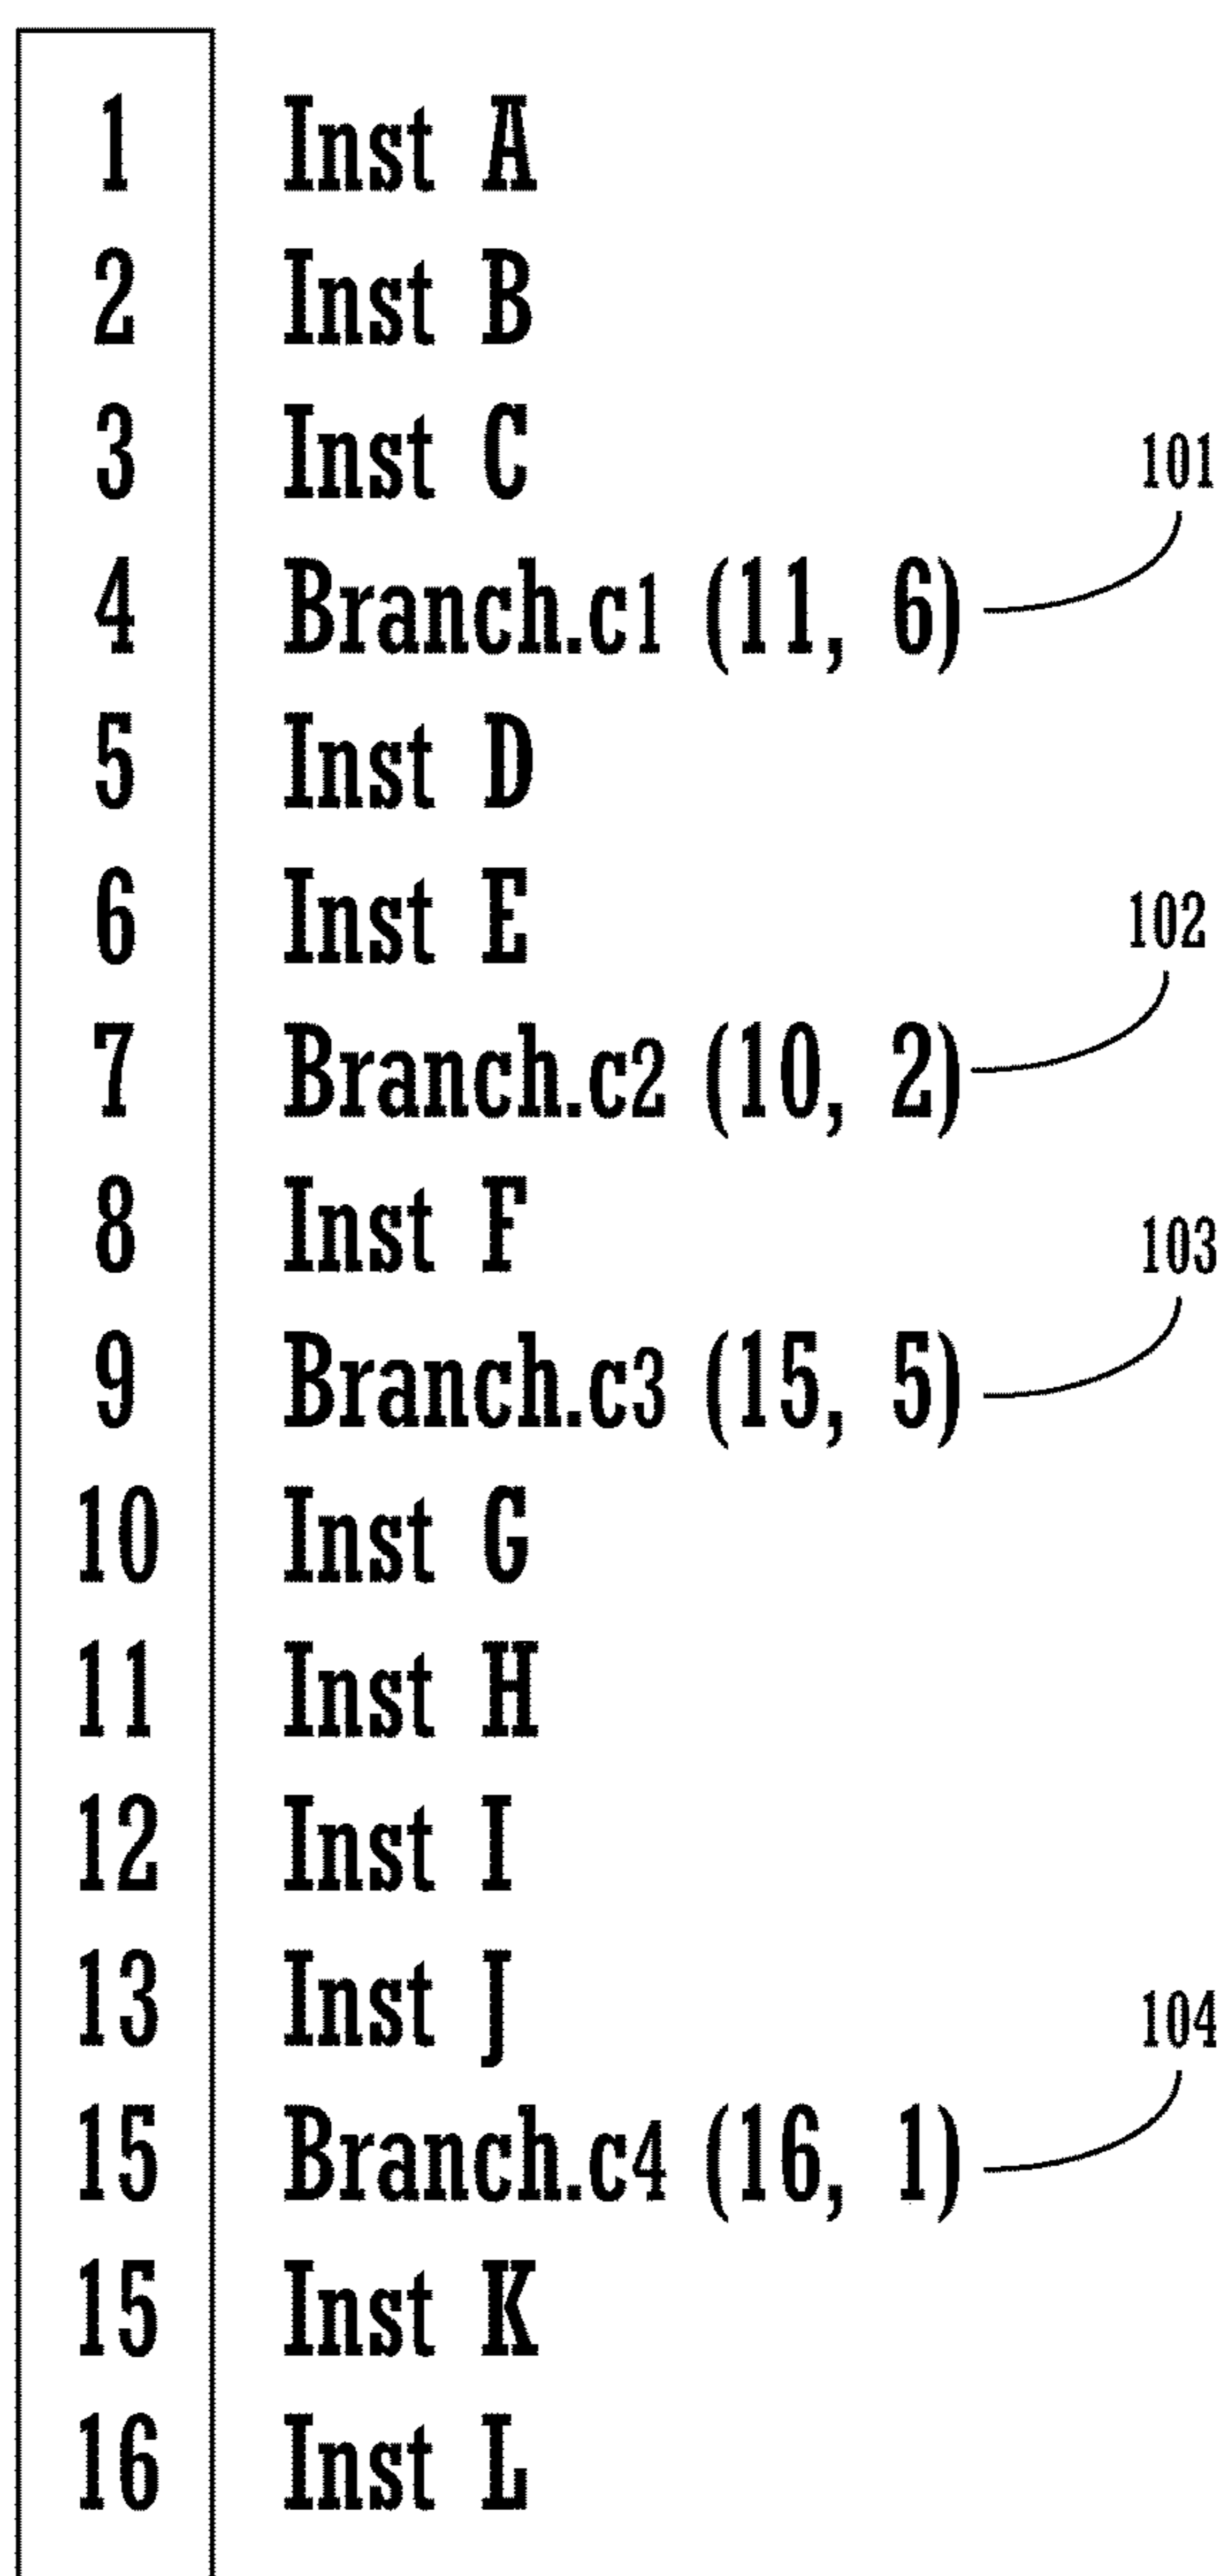 1 Inst A
2 Inst B
3 Inst C
101
4 Branch.c1 (11, 6)
5 Inst D
6 Inst E
102
7 Branch.c2 (10, 2)
8 Inst F
103
9 Branch.c3 (15, 5)
10 Inst G
11 Inst H
12 Inst I
13 Inst J
104
15 Branch.c4 (16, 1)
15 Inst K
16 Inst L